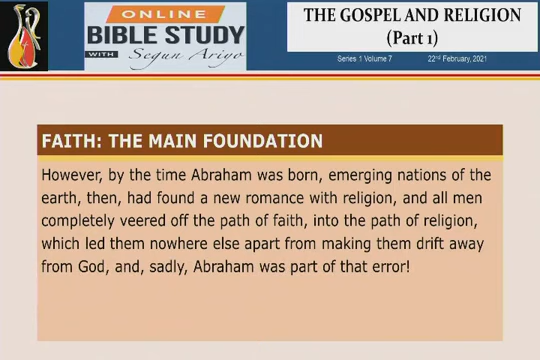 ONLINE
BIBLE STUDY
WITH Segun Ariyo
THE GOSPEL AND RELIGION
(Part 1)
Series 1 Volume 7 22nd February, 2021
FAITH: THE MAIN FOUNDATION
However, by the time Abraham was born, emerging nations of the
earth, then, had found a new romance with religion, and all men
completely veered off the path of faith, into the path of religion,
which led them nowhere else apart from making them drift away
from God, and, sadly, Abraham was part of that error!